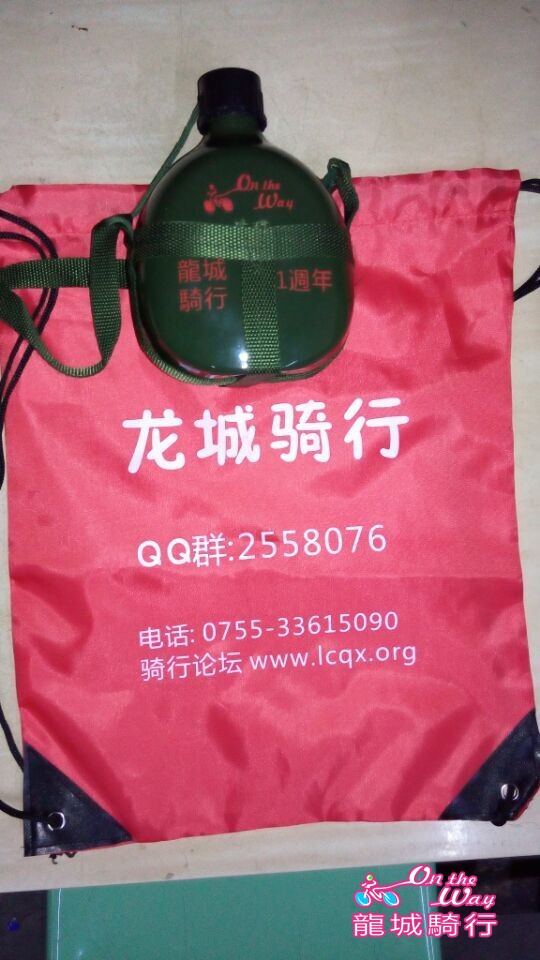 On the
Way
龍城
騎行
1週年
龙城骑行
QQ群:2558076
电话: 0755-33615090
骑行论坛 www.lcqx.org
On the
Way
龍城騎行